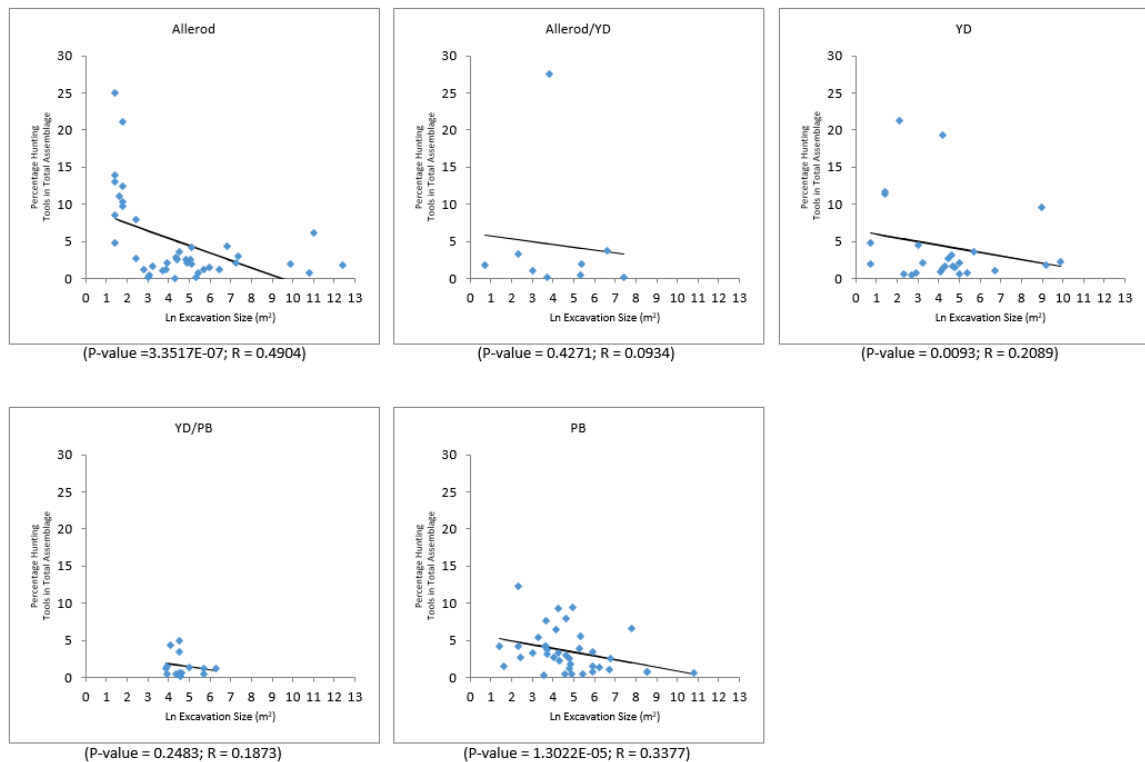 Allerod
30
25
20
15
10
5
0
Percentage Hunting
Tools in Total Assemblage
0 1 2 3 4 5 6 7 8 9 10 11 12 13
Ln Excavation Size (m²)
(P-value =3.3517E-07; R = 0.4904)
Allerod/YD
30
25
20
15
10
5
0
Percentage Hunting
Tools in Total Assemblage
0 1 2 3 4 5 6 7 8 9 10 11 12 13
Ln Excavation Size (m²)
(P-value = 0.4271; R = 0.0934)
YD
30
25
20
15
10
5
0
Percentage Hunting
Tools in Total Assemblage
0 1 2 3 4 5 6 7 8 9 10 11 12 13
Ln Excavation Size (m²)
(P-value = 0.0093; R = 0.2089)
YD/PB
30
25
20
15
10
5
0
Percentage Hunting
Tools in Total Assemblage
0 1 2 3 4 5 6 7 8 9 10 11 12 13
Ln Excavation Size (m²)
(P-value = 0.2483; R = 0.1873)
PB
30
25
20
15
10
5
0
Percentage Hunting
Tools in Total Assemblage
0 1 2 3 4 5 6 7 8 9 10 11 12 13
Ln Excavation Size (m²)
(P-value = 1.3022E-05; R = 0.3377)